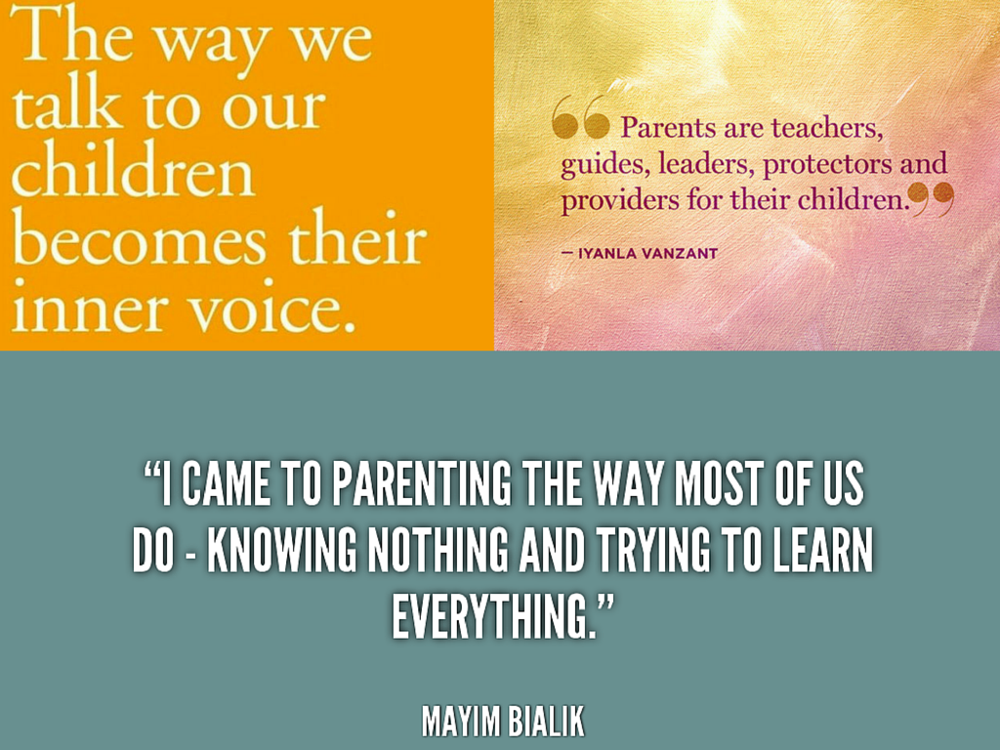 The way we
talk to our
children
becomes their
inner voice.
“ Parents are teachers,
guides, leaders, protectors and
providers for their children.”
— IYANLA VANZANT
“I CAME TO PARENTING THE WAY MOST OF US
DO - KNOWING NOTHING AND TRYING TO LEARN
EVERYTHING.”
MAYIM BIALIK